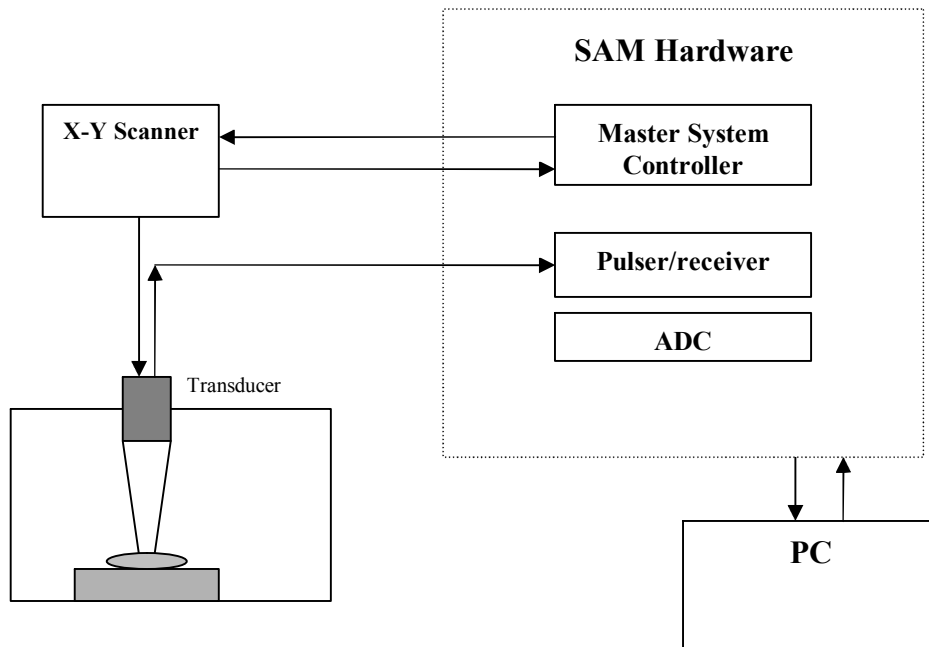 SAM Hardware
X-Y Scanner
Master System
Controller
Pulser/receiver
ADC
Transducer
PC